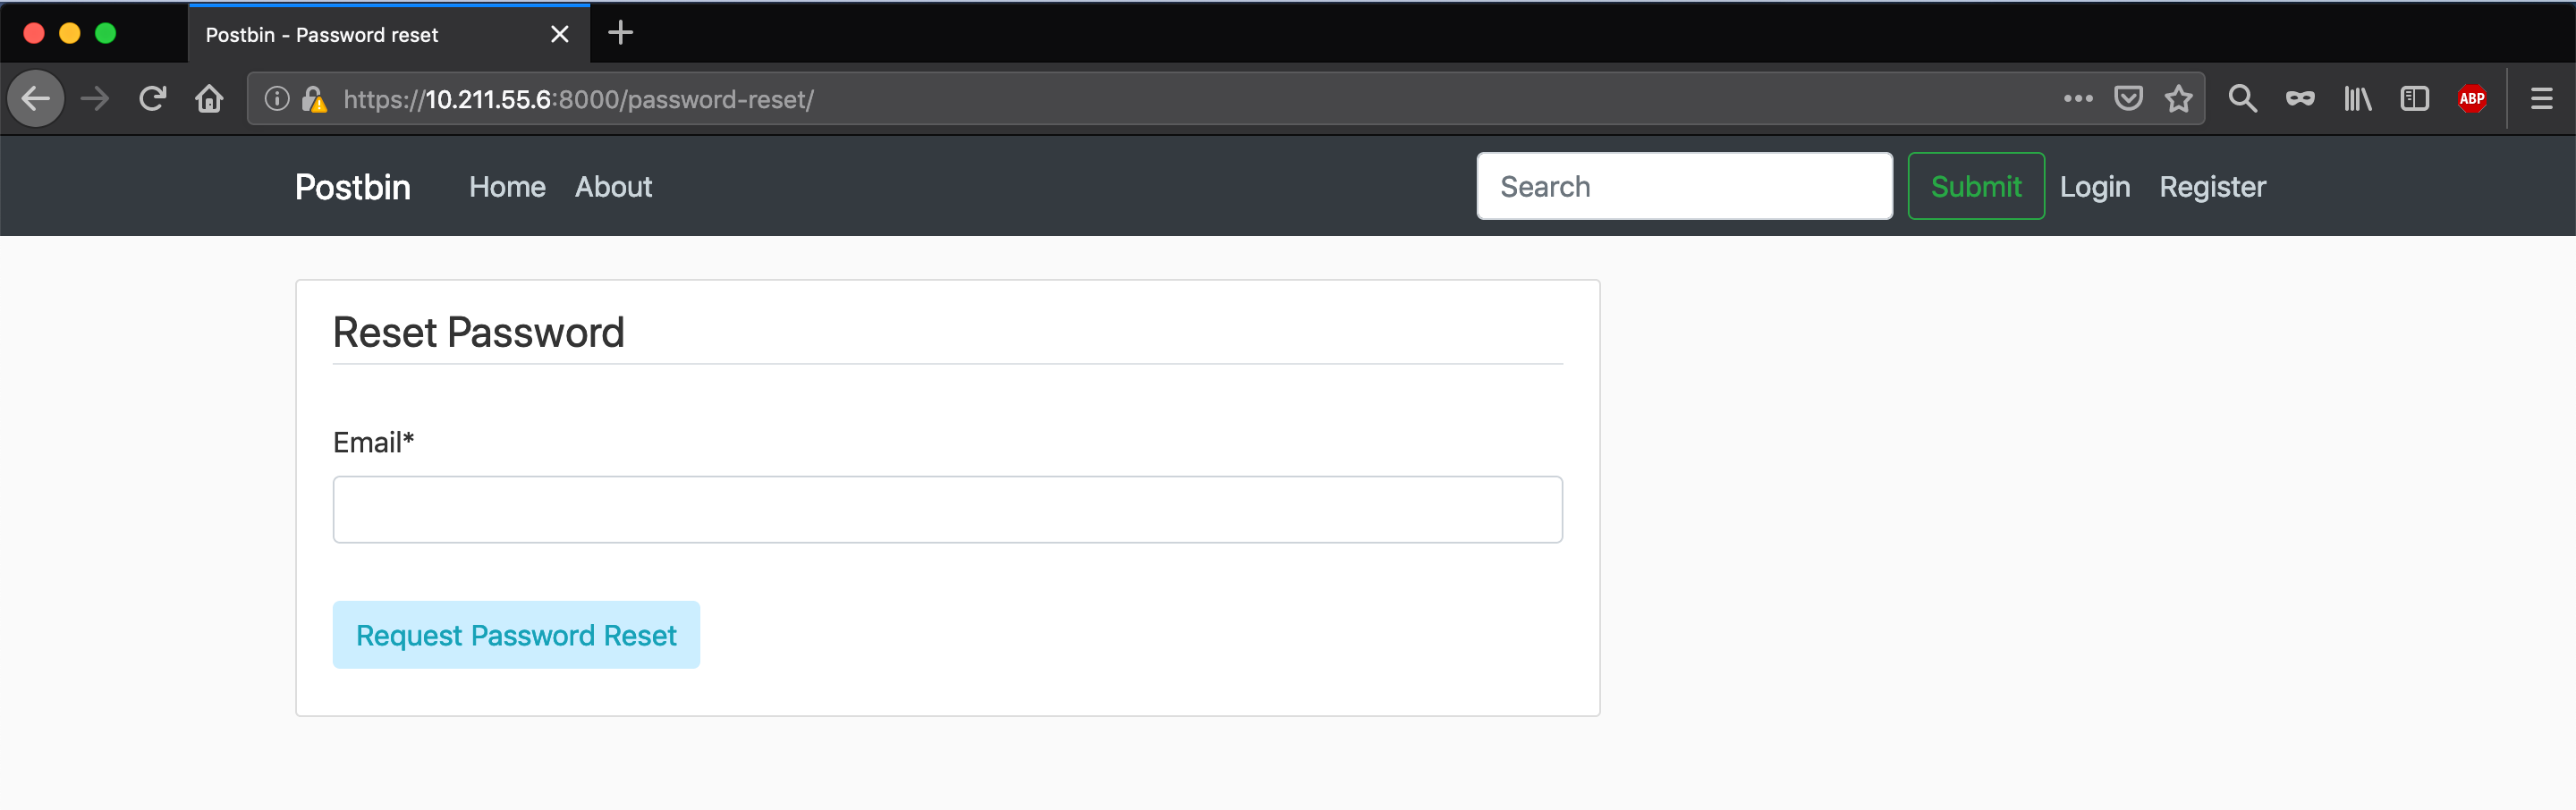 Postbin - Password reset
https://10.211.55.6:8000/password-reset/
ABP
Postbin Home About Search Submit Login Register
Reset Password
Email*
Request Password Reset